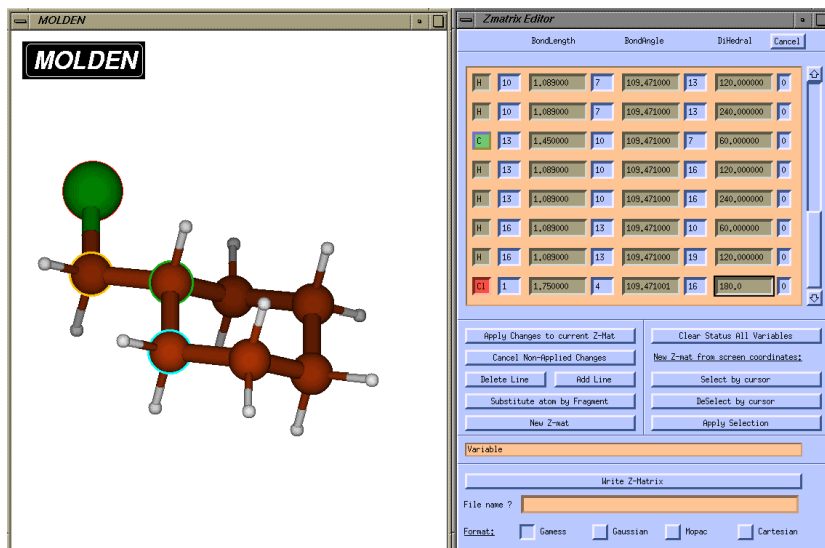 MOLDEN
MOLDEN
Zmatrix Editor
BondLength BondAngle DiHedral Cancel
H 10 1.089000 7 109.471000 13 120.000000 0
H 10 1.089000 7 109.471000 13 240.000000 0
C 13 1.450000 10 109.471000 7 60.000000 0
H 13 1.089000 10 109.471000 16 120.000000 0
H 13 1.089000 10 109.471000 16 240.000000 0
H 16 1.089000 13 109.471000 10 60.000000 0
H 16 1.089000 13 109.471000 19 120.000000 0
Cl 1 1.750000 4 109.471001 16 180.0 0
Apply Changes to current Z-Mat Clear Status All Variables
Cancel Non-Applied Changes New Z-mat from screen coordinates:
Delete Line Add Line Select by cursor
Substitute atom by Fragment DeSelect by cursor
New Z-mat Apply Selection
Variable
Write Z-Matrix
File name ?
Format: Gamess Gaussian Mopac Cartesian